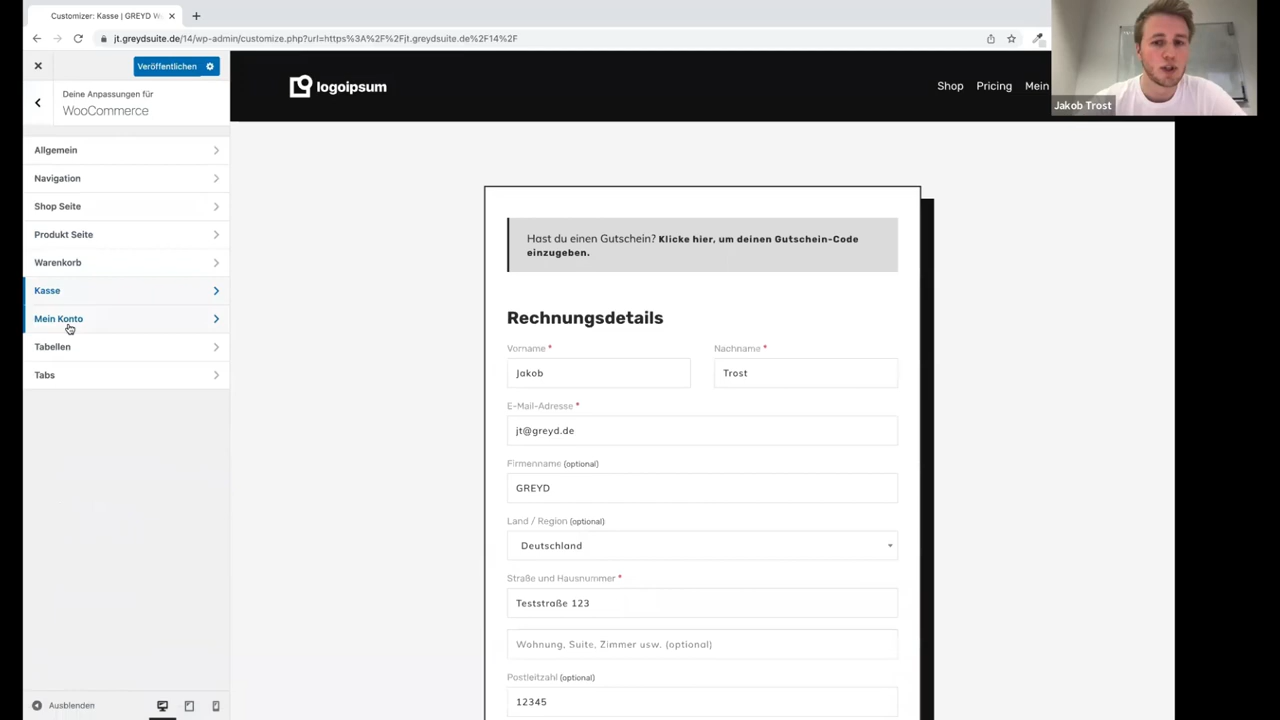 Customizer: Kasse | GREYD W
jt.greydsuite.de/14/wp-admin/customize.php?url=https%3A%2F%2Fjt.greydsuite.de%2F14%2F
Jakob Trost
Veröffentlichen
Deine Anpassungen für
WooCommerce
Allgemein
Navigation
Shop Seite
Produkt Seite
Warenkorb
Kasse
Mein Konto
Tabellen
Tabs
Ausblenden
logoipsum
Shop Pricing Mein
Hast du einen Gutschein? Klicke hier, um deinen Gutschein-Code
einzugeben.
Rechnungsdetails
Vorname * Nachname *
Jakob Trost
E-Mail-Adresse *
jt@greyd.de
Firmenname (optional)
GREYD
Land / Region (optional)
Deutschland
Straße und Hausnummer *
Teststraße 123
Wohnung, Suite, Zimmer usw. (optional)
Postleitzahl (optional)
12345